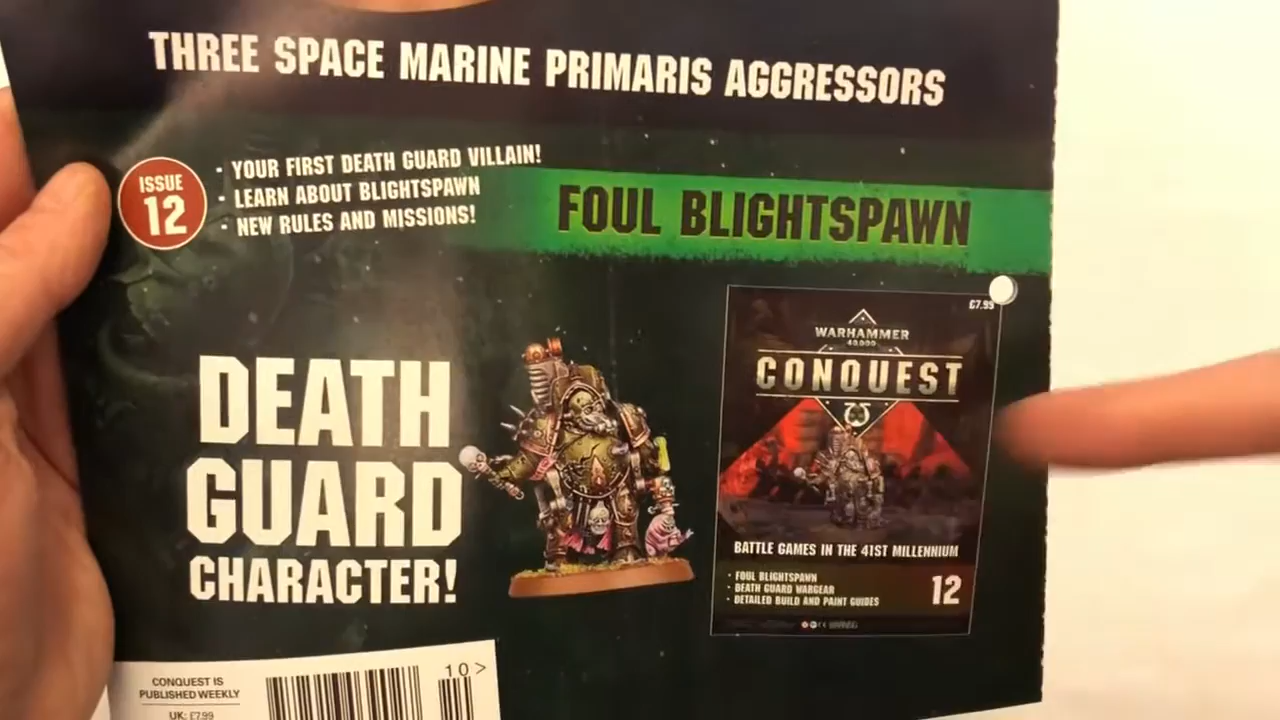 THREE SPACE MARINE PRIMARIS AGGRESSORS
ISSUE
12
• YOUR FIRST DEATH GUARD VILLAIN!
• LEARN ABOUT BLIGHTSPAWN
• NEW RULES AND MISSIONS!
FOUL BLIGHTSPAWN
DEATH
GUARD
CHARACTER!
£7.99
WARHAMMER
40,000
CONQUEST
BATTLE GAMES IN THE 41ST MILLENNIUM
• FOUL BLIGHTSPAWN
• DEATH GUARD WARGEAR
• DETAILED BUILD AND PAINT GUIDES
12
CONQUEST IS
PUBLISHED WEEKLY
UK: £7.99
10 >